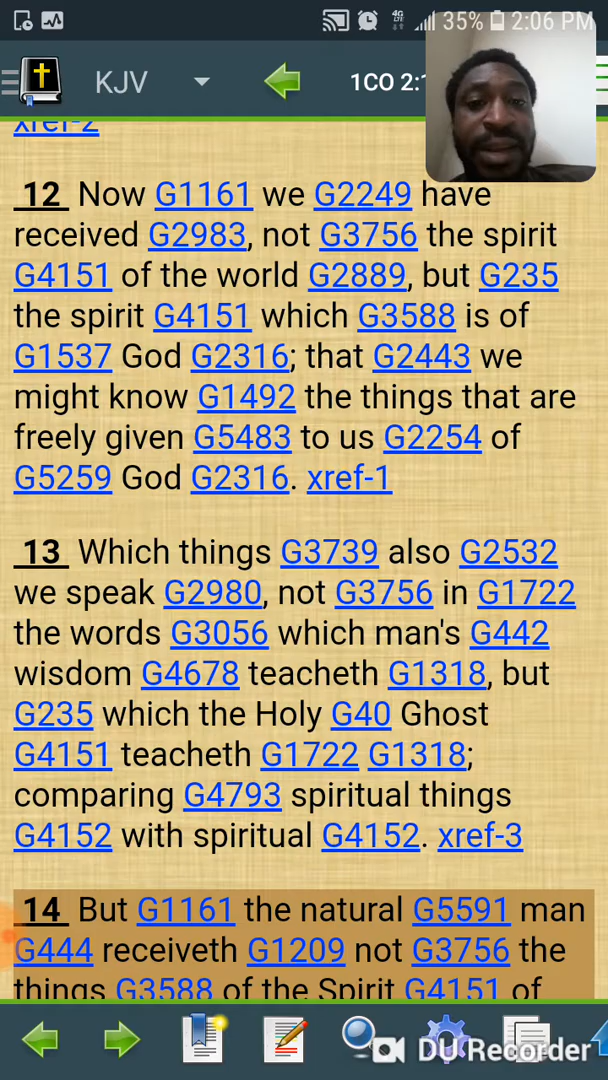 4G LTE 35% 2:06 PM
KJV 1CO 2:1
xref-2
12 Now G1161 we G2249 have
received G2983, not G3756 the spirit
G4151 of the world G2889, but G235
the spirit G4151 which G3588 is of
G1537 God G2316; that G2443 we
might know G1492 the things that are
freely given G5483 to us G2254 of
G5259 God G2316. xref-1
13 Which things G3739 also G2532
we speak G2980, not G3756 in G1722
the words G3056 which man's G442
wisdom G4678 teacheth G1318, but
G235 which the Holy G40 Ghost
G4151 teacheth G1722 G1318;
comparing G4793 spiritual things
G4152 with spiritual G4152. xref-3
14 But G1161 the natural G5591 man
G444 receiveth G1209 not G3756 the
things G3588 of the Spirit G4151 of
DU Recorder